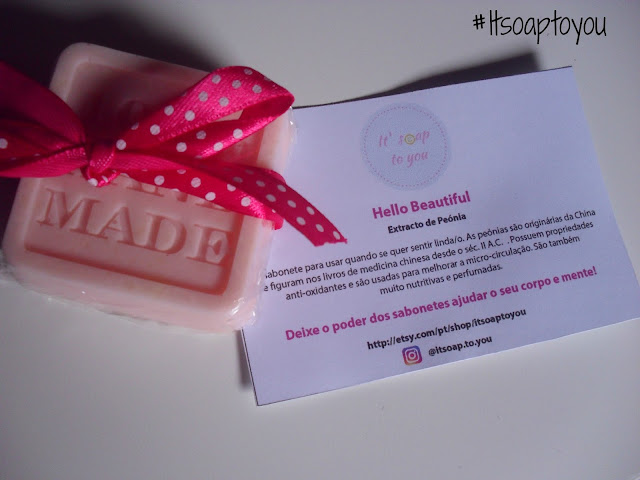 #Itsoaptoyou
HAND
MADE
It' soap
to you
Hello Beautiful
Extracto de Peónia
Sabonete para usar quando se quer sentir linda/o. As peónias são originárias da China
e figuram nos livros de medicina chinesa desde o séc. II A.C. . Possuem propriedades
anti-oxidantes e são usadas para melhorar a micro-circulação. São também
muito nutritivas e perfumadas.
Deixe o poder dos sabonetes ajudar o seu corpo e mente!
http://etsy.com/pt/shop/itsoaptoyou
@itsoap.to.you